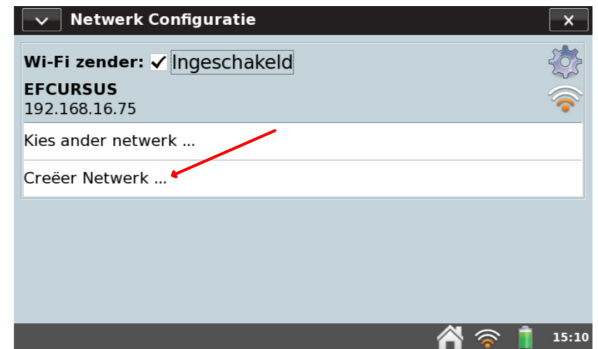 Netwerk Configuratie
Wi-Fi zender: Ingeschakeld
EFCURSUS
192.168.16.75
Kies ander netwerk ...
Creëer Netwerk ...
15:10